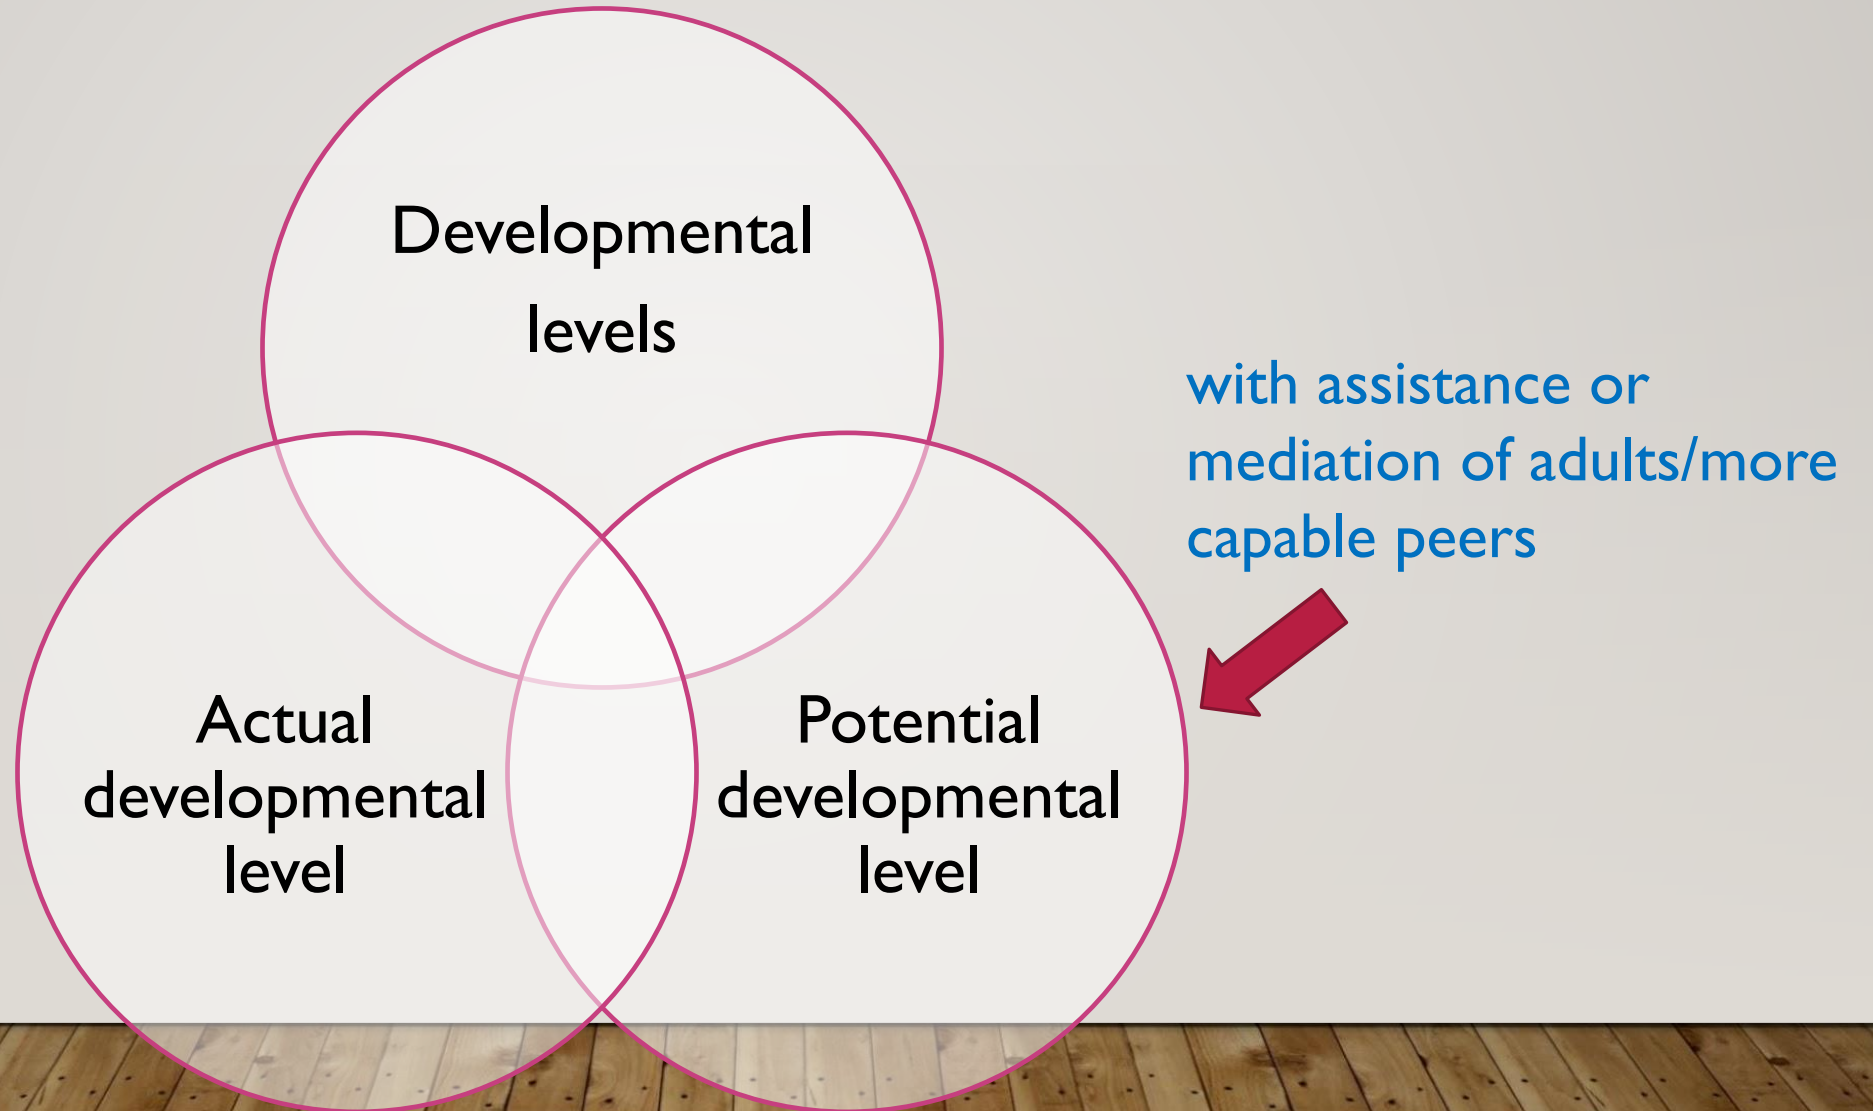 Developmental
levels
with assistance or
mediation of adults/more
capable peers
Actual
developmental
level
Potential
developmental
level